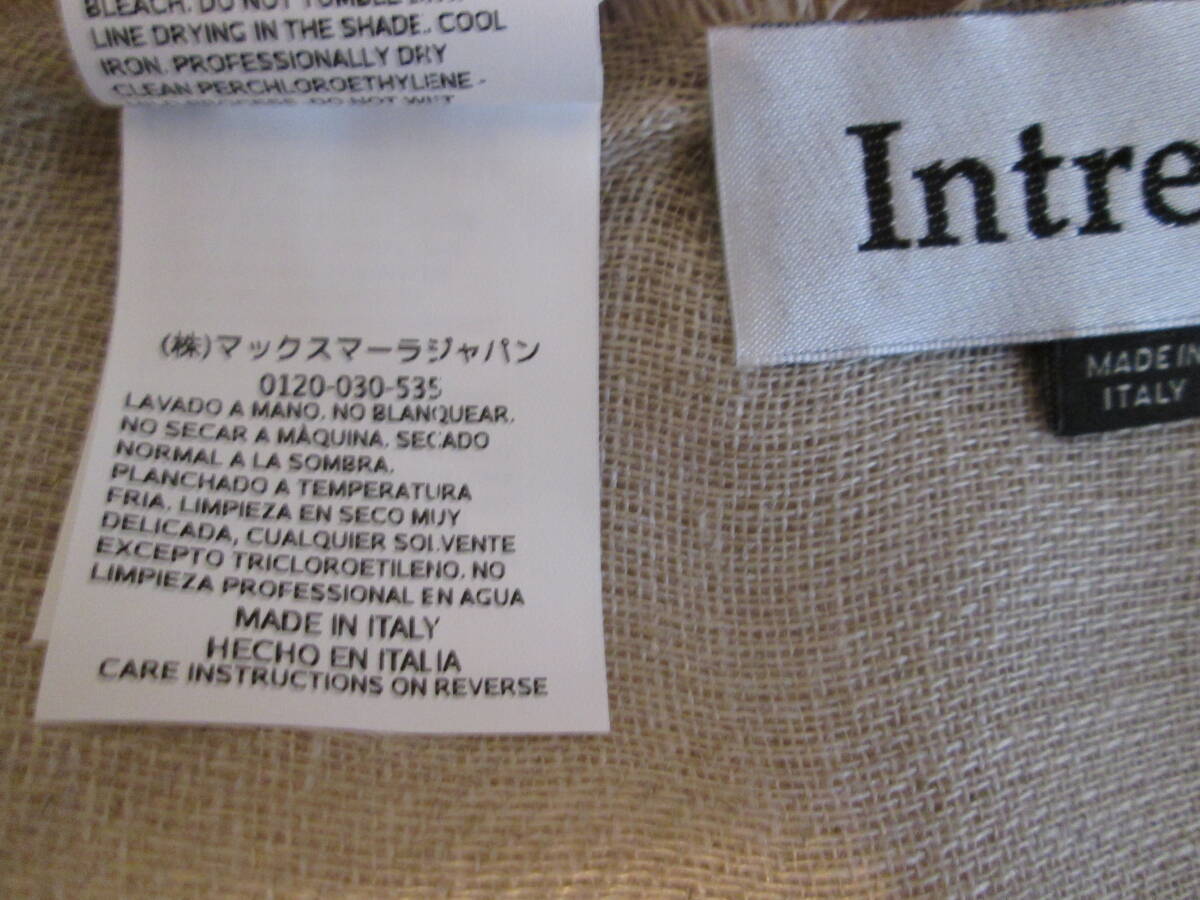 BLEACH. DO NOT TUMBLE
LINE DRYING IN THE SHADE.. COOL
IRON. PROFESSIONALLY DRY
CLEAN PERCHLOROETHYLENE -
DO NOT WET
(株)マックスマーラジャパン
0120-030-535
LAVADO A MANO. NO BLANQUEAR.
NO SECAR A MÀQUINA. SECADO
NORMAL A LA SOMBRA.
PLANCHADO A TEMPERATURA
FRIA. LIMPIEZA EN SECO MUY
DELICADA, CUALQUIER SOLVENTE
EXCEPTO TRICLOROETILENO. NO
LIMPIEZA PROFESSIONAL EN AGUA
MADE IN ITALY
HECHO EN ITALIA
CARE INSTRUCTIONS ON REVERSE
Intre
MADE IN
ITALY